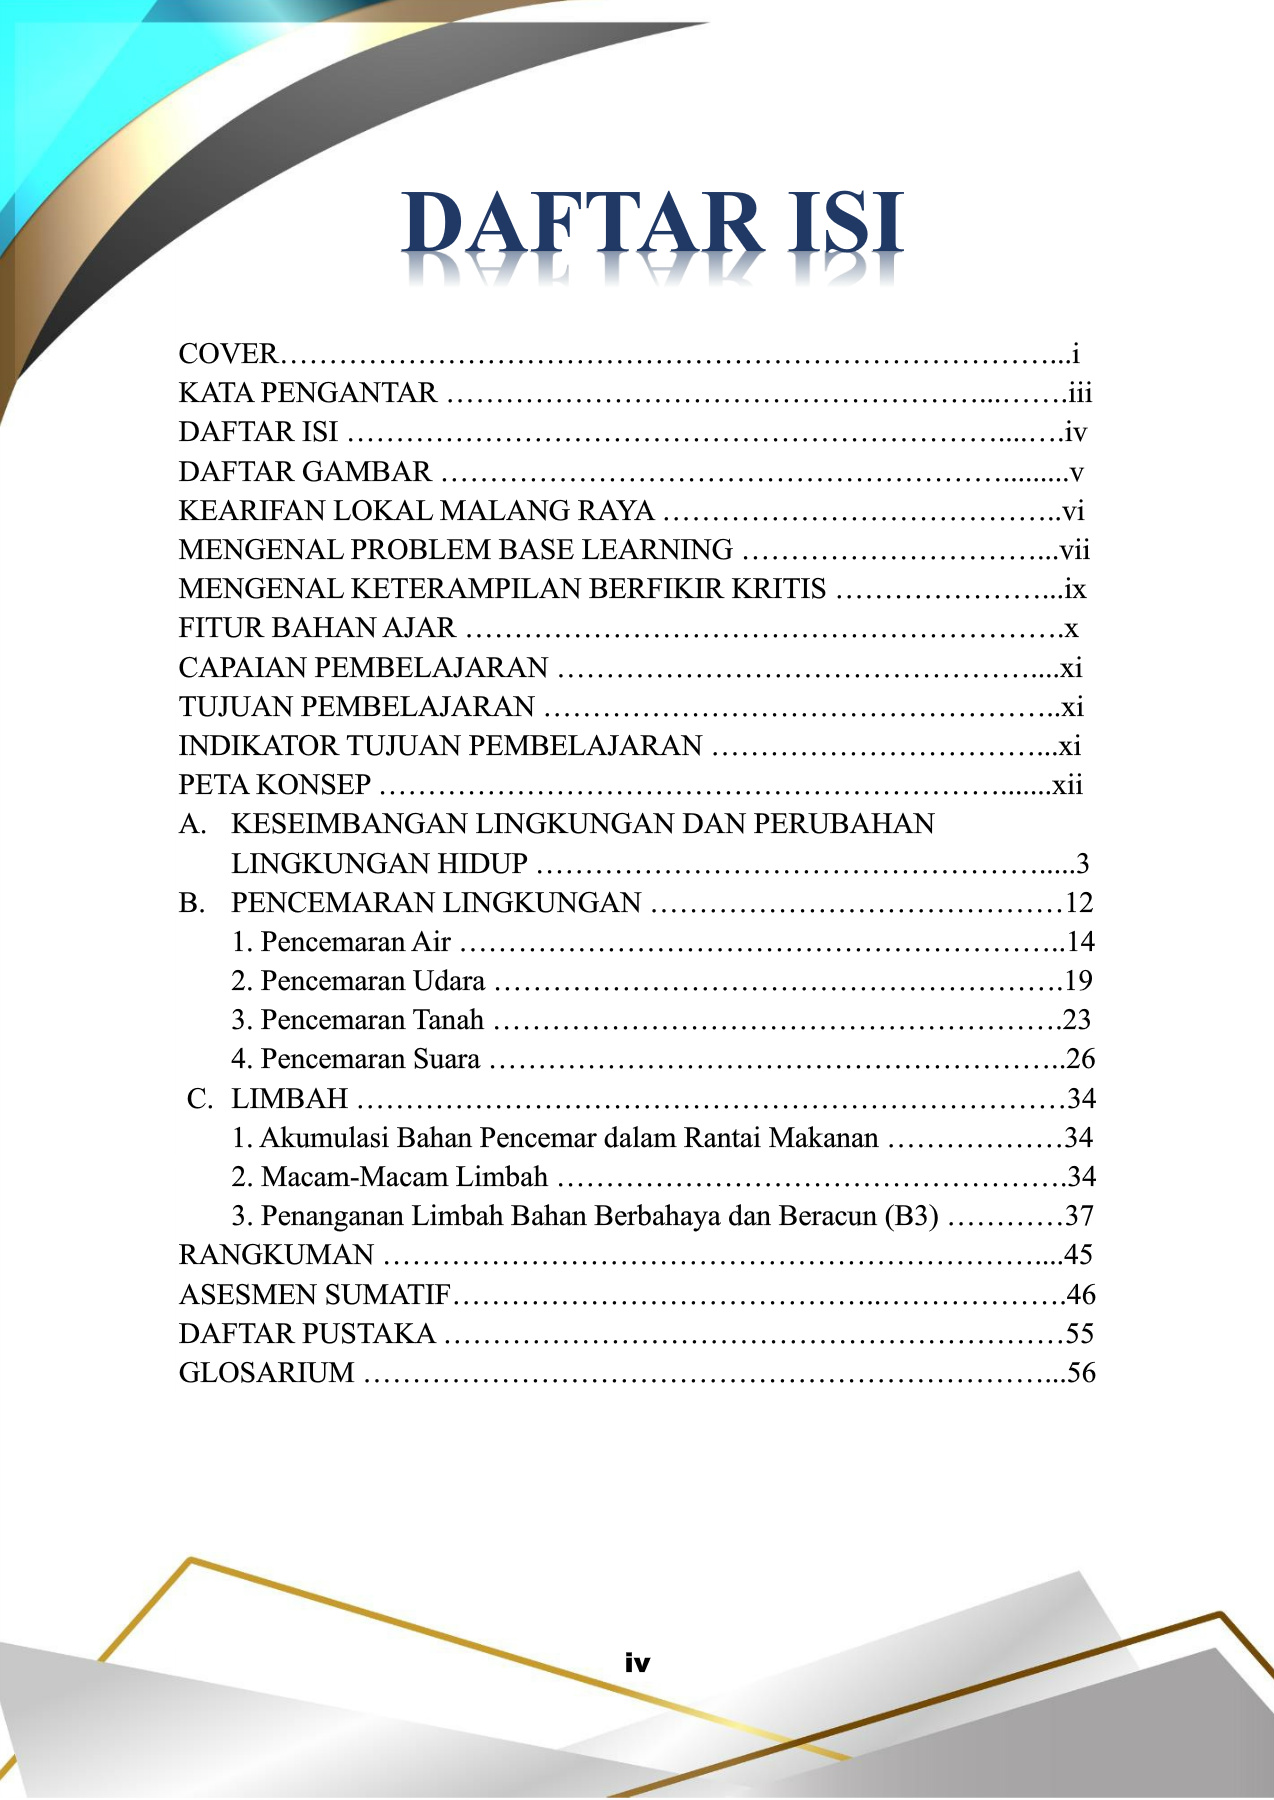 DAFTAR ISI
COVER……………………………………………………………………...i
KATA PENGANTAR ………………………………………………...…….iii
DAFTAR ISI …………………………………………………………....….iv
DAFTAR GAMBAR ………………………………………………….........v
KEARIFAN LOKAL MALANG RAYA …………………………………..vi
MENGENAL PROBLEM BASE LEARNING …………………………...vii
MENGENAL KETERAMPILAN BERFIKIR KRITIS …………………...ix
FITUR BAHAN AJAR …………………………………………………….x
CAPAIAN PEMBELAJARAN …………………………………………....xi
TUJUAN PEMBELAJARAN ……………………………………………..xi
INDIKATOR TUJUAN PEMBELAJARAN ……………………………...xi
PETA KONSEP ……………………………………………………….......xii
A. KESEIMBANGAN LINGKUNGAN DAN PERUBAHAN
LINGKUNGAN HIDUP …………………………………………….....3
B. PENCEMARAN LINGKUNGAN ……………………………………12
1. Pencemaran Air ……………………………………………………..14
2. Pencemaran Udara ………………………………………………….19
3. Pencemaran Tanah ………………………………………………….23
4. Pencemaran Suara …………………………………………………..26
C. LIMBAH ………………………………………………………………34
1. Akumulasi Bahan Pencemar dalam Rantai Makanan ………………34
2. Macam-Macam Limbah …………………………………………….34
3. Penanganan Limbah Bahan Berbahaya dan Beracun (B3) …………37
RANGKUMAN …………………………………………………………....45
ASESMEN SUMATIF……………………………………..……………….46
DAFTAR PUSTAKA ………………………………………………………55
GLOSARIUM ……………………………………………………………...56
iv